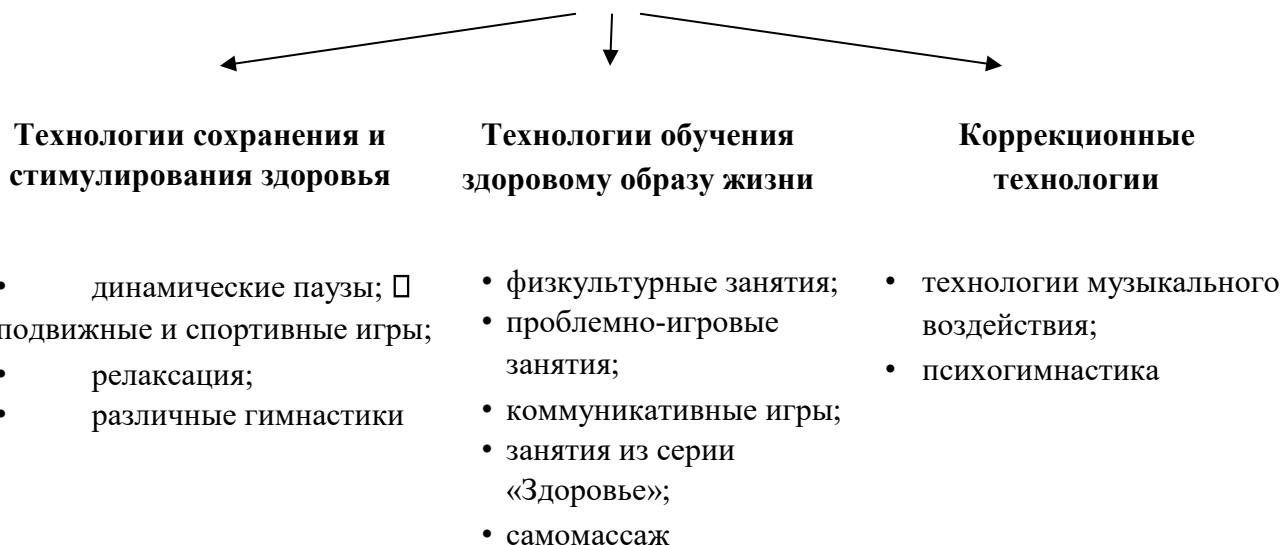 Технологии сохранения и
стимулирования здоровья
• динамические паузы; 
подвижные и спортивные игры;
• релаксация;
• различные гимнастики
Технологии обучения
здоровому образу жизни
• физкультурные занятия;
• проблемно-игровые
занятия;
• коммуникативные игры;
• занятия из серии
«Здоровье»;
• самомассаж
Коррекционные
технологии
• технологии музыкального
воздействия;
• психогимнастика